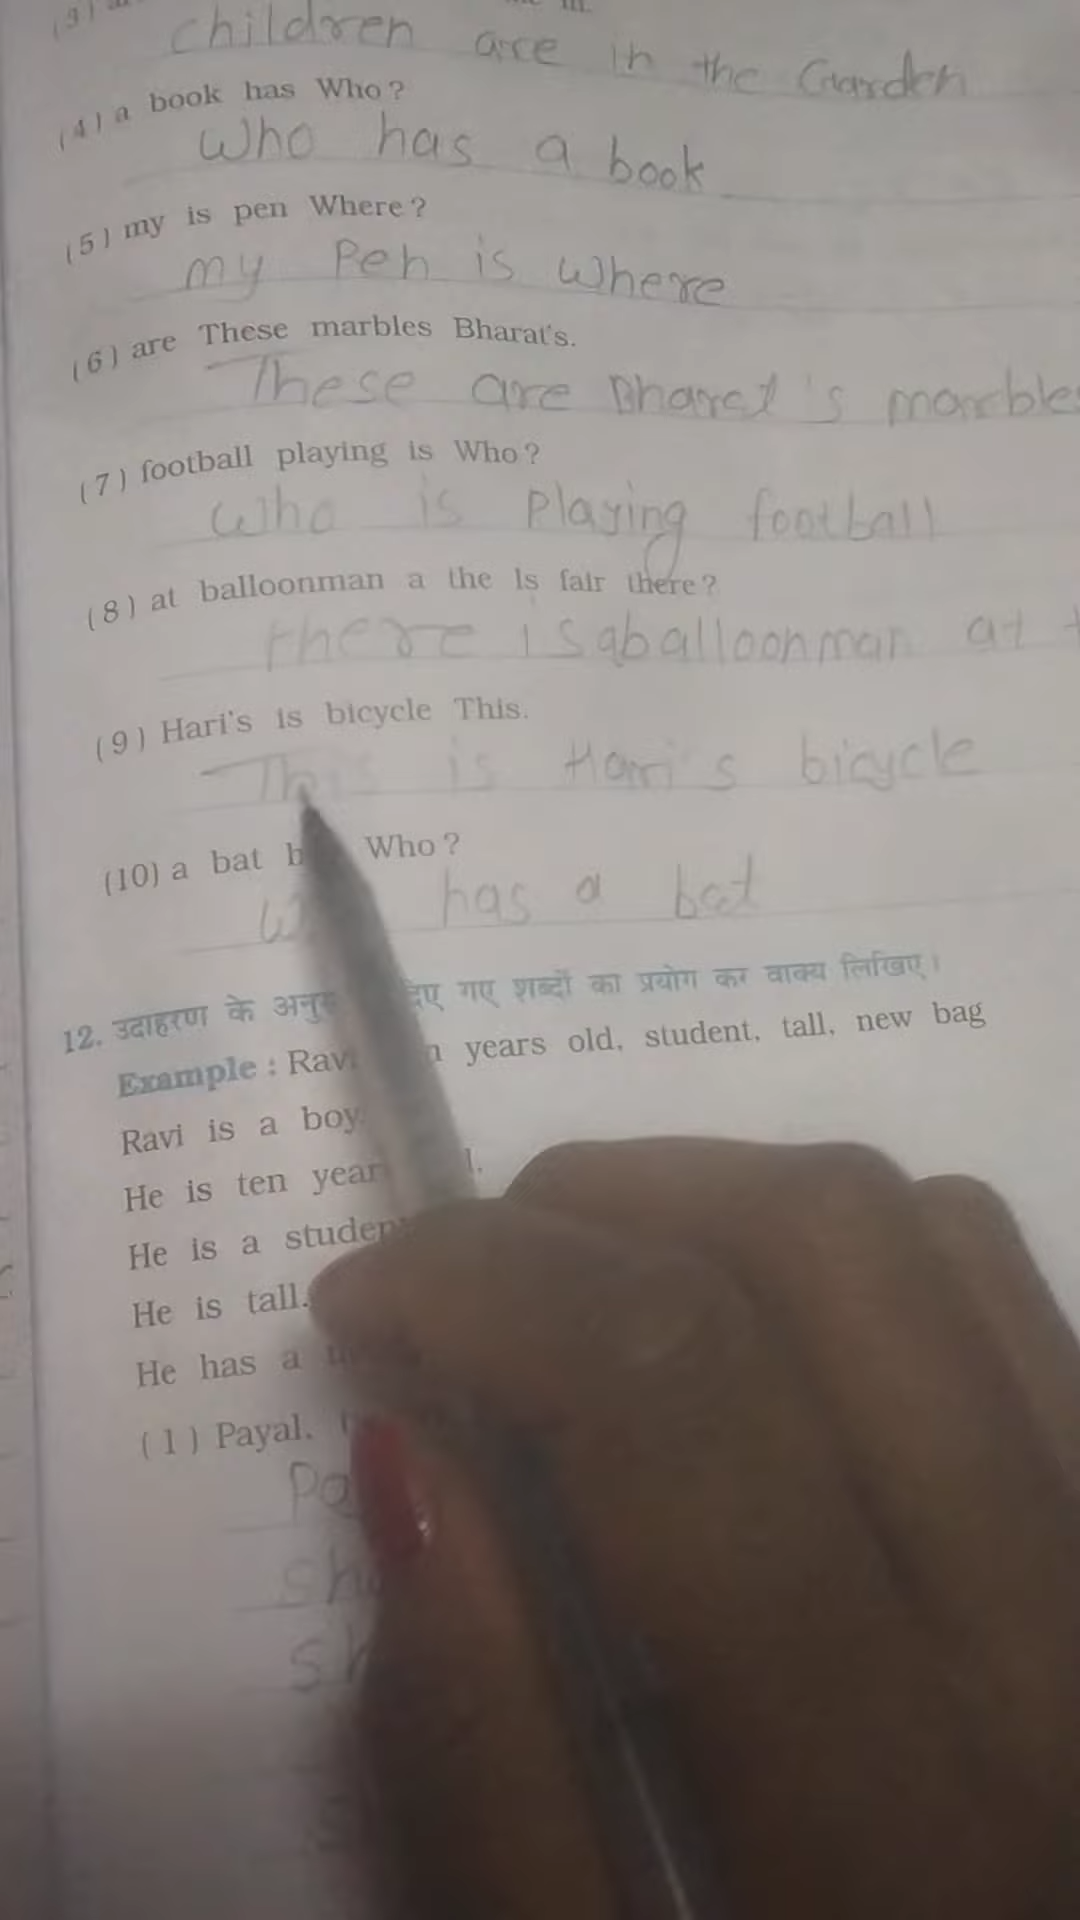 children are in the Garden
(4) a book has Who?
Who has a book
(5) my is pen Where?
my Pen is where
(6) are These marbles Bharat's.
These are Bharat's marbles
(7) football playing is Who?
Who is Playing football
(8) at balloonman a the Is fair there?
there is a balloonman at
(9) Hari's is bicycle This.
This is Hari's bicycle
(10) a bat Who?
has a bat
12. उदाहरण के दिए गए शब्दों का प्रयोग कर वाक्य लिखिए।
Example : Ravi years old, student, tall, new bag
Ravi is a boy
He is ten year
He is a student
He is tall.
He has a
(1) Payal.